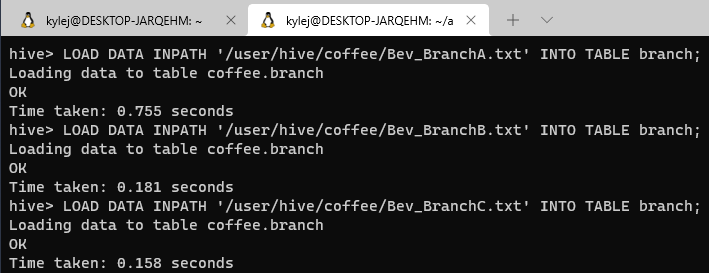 kylej@DESKTOP-JARQEHM: ~ kylej@DESKTOP-JARQEHM: ~/a
hive> LOAD DATA INPATH '/user/hive/coffee/Bev_BranchA.txt' INTO TABLE branch;
Loading data to table coffee.branch
OK
Time taken: 0.755 seconds
hive> LOAD DATA INPATH '/user/hive/coffee/Bev_BranchB.txt' INTO TABLE branch;
Loading data to table coffee.branch
OK
Time taken: 0.181 seconds
hive> LOAD DATA INPATH '/user/hive/coffee/Bev_BranchC.txt' INTO TABLE branch;
Loading data to table coffee.branch
OK
Time taken: 0.158 seconds